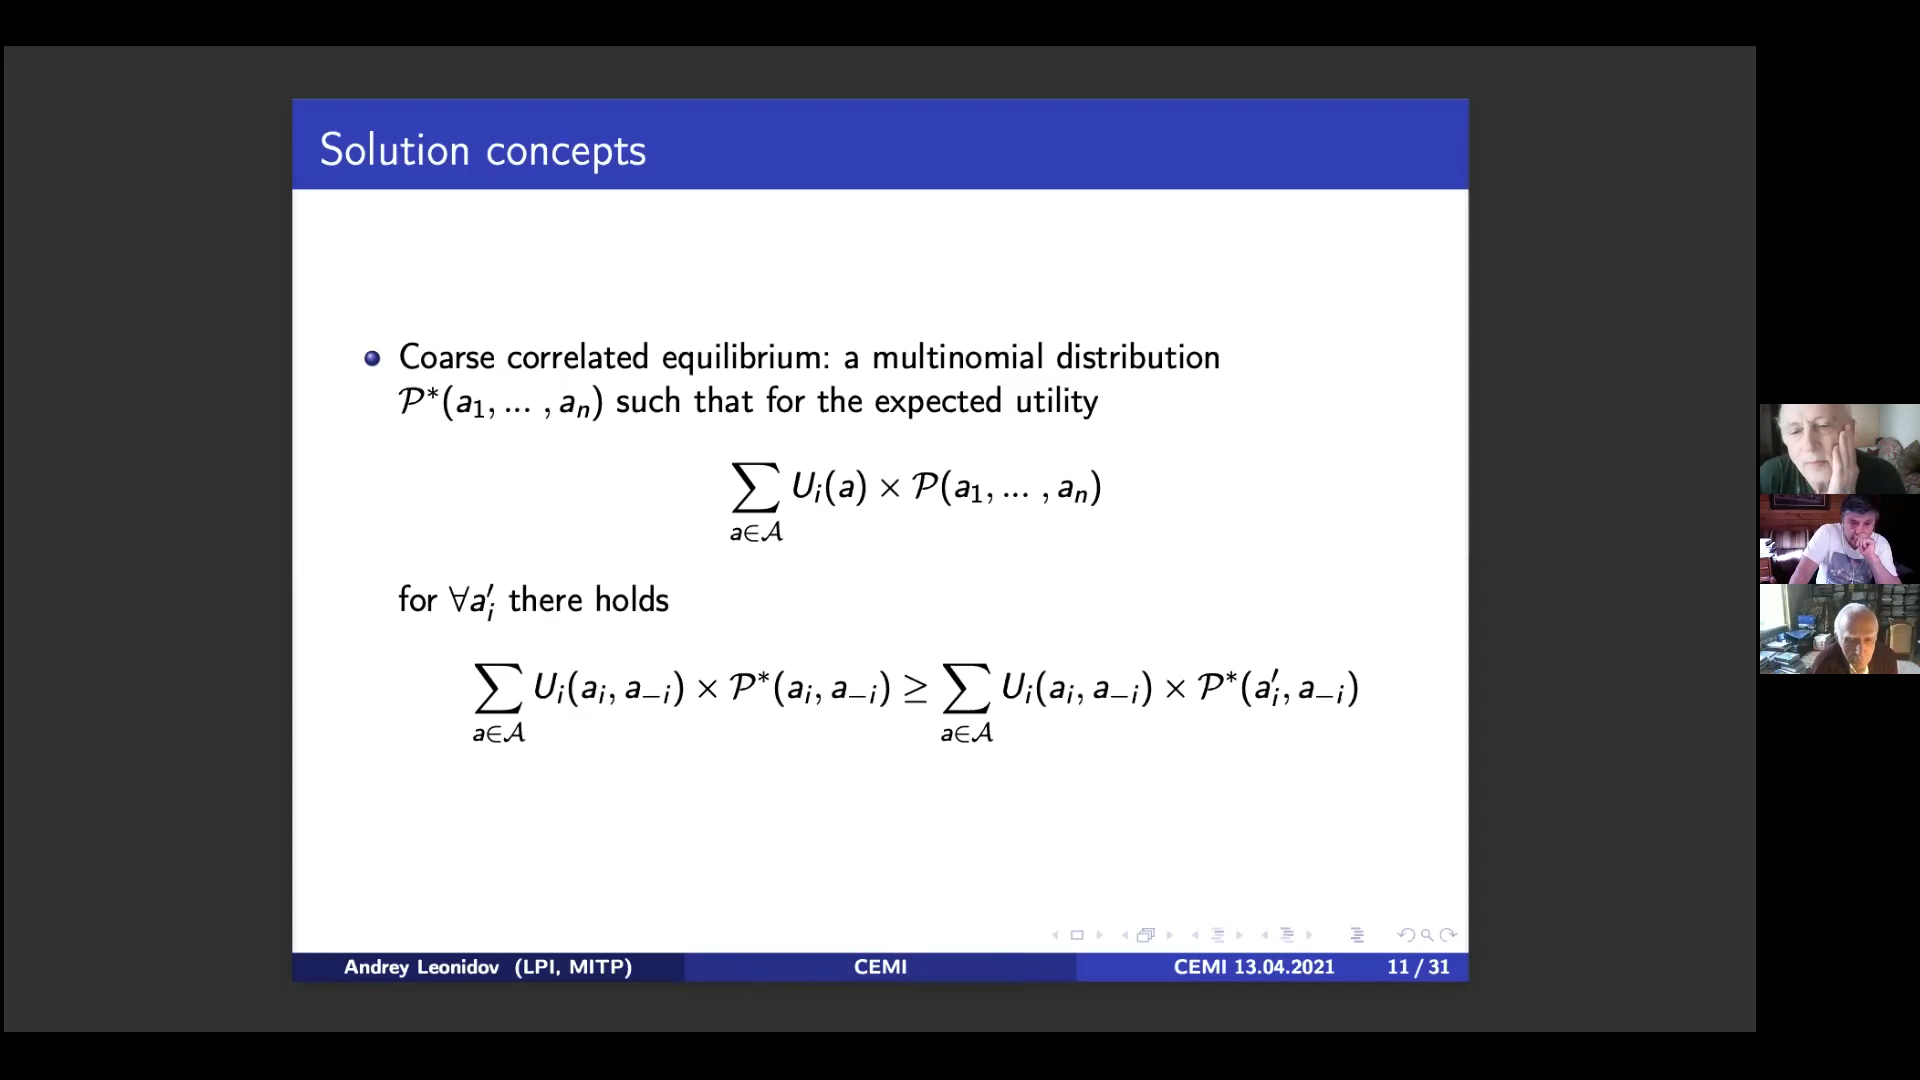 Solution concepts
Coarse correlated equilibrium: a multinomial distribution
𝒫*(a₁, … , aₙ) such that for the expected utility
∑_{a∈𝒜} Uᵢ(a) × 𝒫(a₁, … , aₙ)
for ∀a′ᵢ there holds
∑_{a∈𝒜} Uᵢ(aᵢ, a₋ᵢ) × 𝒫*(aᵢ, a₋ᵢ) ≥ ∑_{a∈𝒜} Uᵢ(aᵢ, a₋ᵢ) × 𝒫*(a′ᵢ, a₋ᵢ)
Andrey Leonidov (LPI, MITP) CEMI CEMI 13.04.2021 11 / 31